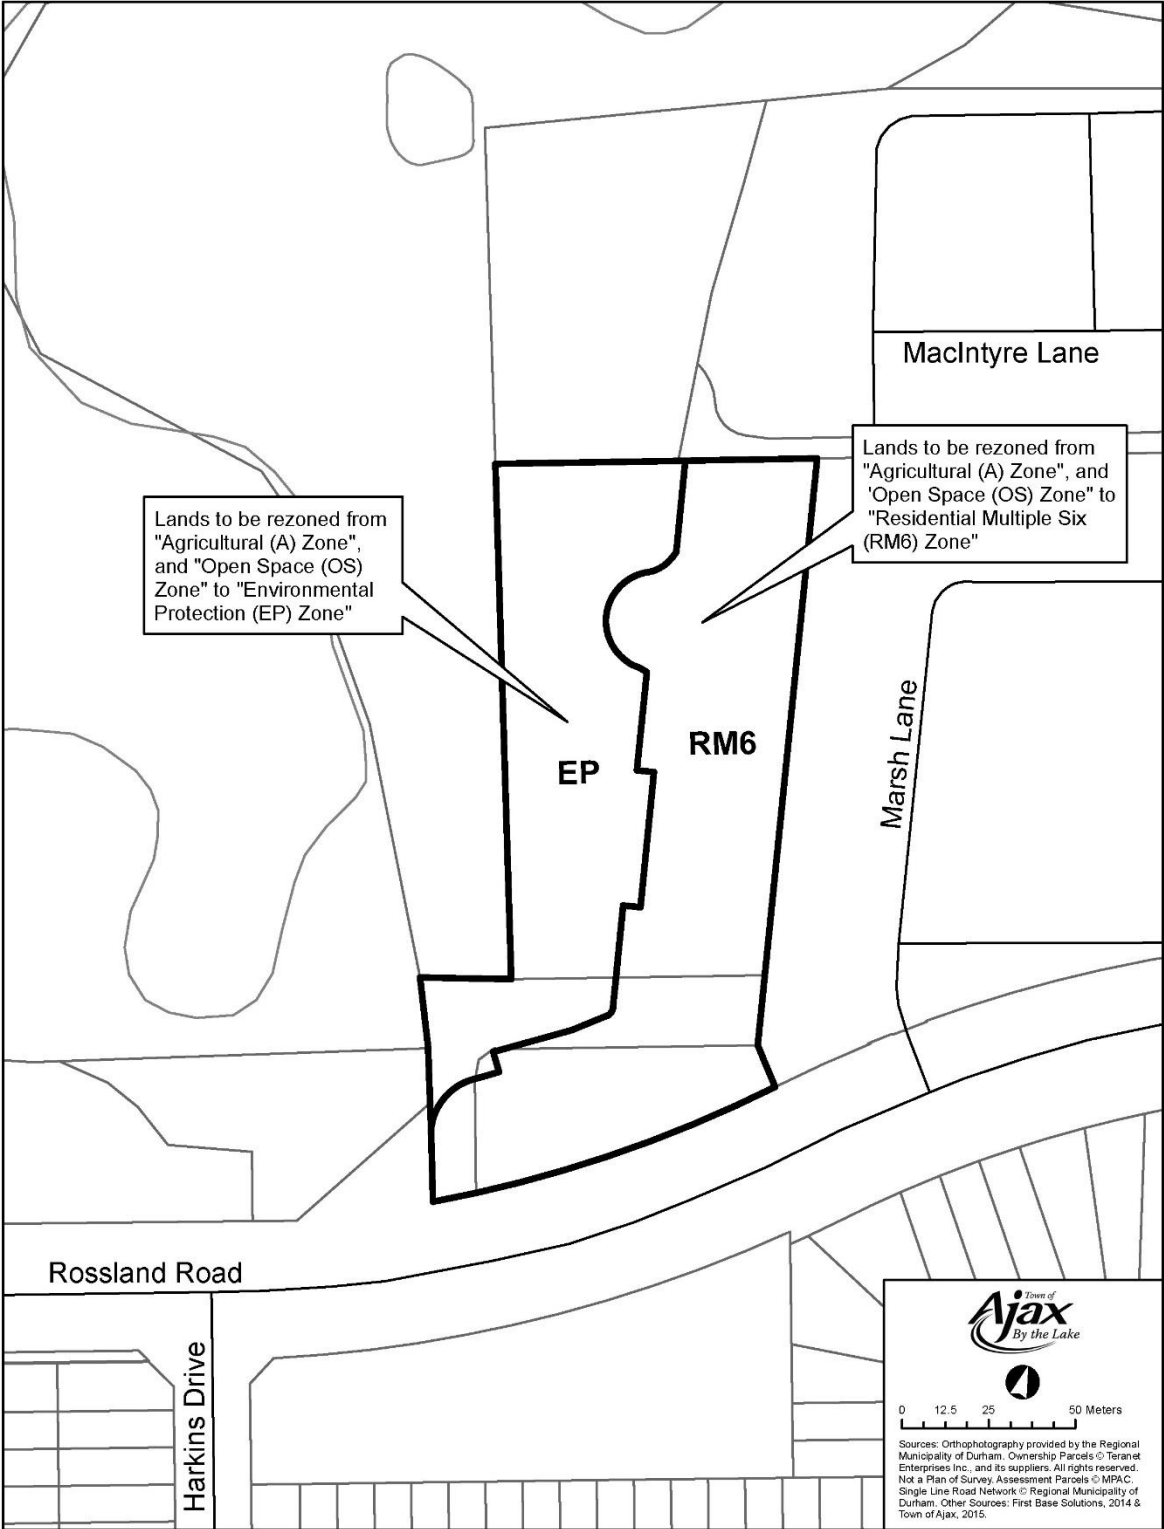 MacIntyre Lane
Lands to be rezoned from
"Agricultural (A) Zone", and
'Open Space (OS) Zone" to
"Residential Multiple Six
(RM6) Zone"
Lands to be rezoned from
"Agricultural (A) Zone",
and "Open Space (OS)
Zone" to "Environmental
Protection (EP) Zone"
Marsh Lane
RM6
EP
Rossland Road
Harkins Drive
Town of
Ajax
By the Lake
0 12.5 25 50 Meters
Sources: Orthophotography provided by the Regional
Municipality of Durham. Ownership Parcels © Teranet
Enterprises Inc., and its suppliers. All rights reserved.
Not a Plan of Survey. Assessment Parcels © MPAC.
Single Line Road Network © Regional Municipality of
Durham. Other Sources: First Base Solutions, 2014 &
Town of Ajax, 2015.